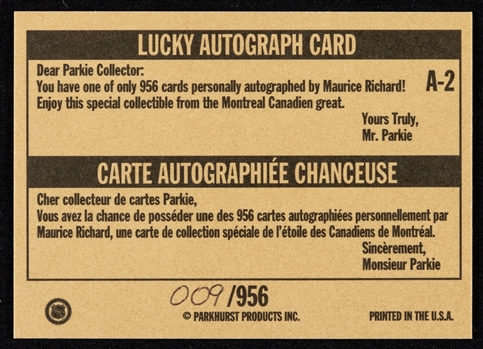 LUCKY AUTOGRAPH CARD
Dear Parkie Collector:
You have one of only 956 cards personally autographed by Maurice Richard!
A-2
Enjoy this special collectible from the Montreal Canadien great.
Yours Truly,
Mr. Parkie
CARTE AUTOGRAPHIÉE CHANCEUSE
Cher collecteur de cartes Parkie,
Vous avez la chance de posséder une des 956 cartes autographiées personnellement par
Maurice Richard, une carte de collection spéciale de l'étoile des Canadiens de Montréal.
Sincèrement,
Monsieur Parkie
009/956
© PARKHURST PRODUCTS INC.
PRINTED IN THE U.S.A.